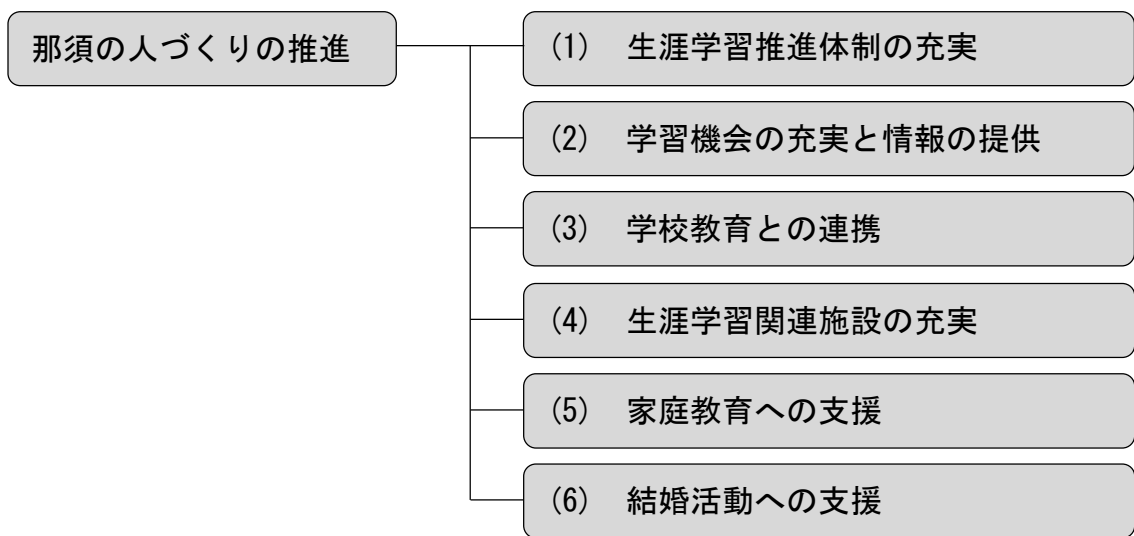 那須の人づくりの推進
(1) 生涯学習推進体制の充実
(2) 学習機会の充実と情報の提供
(3) 学校教育との連携
(4) 生涯学習関連施設の充実
(5) 家庭教育への支援
(6) 結婚活動への支援